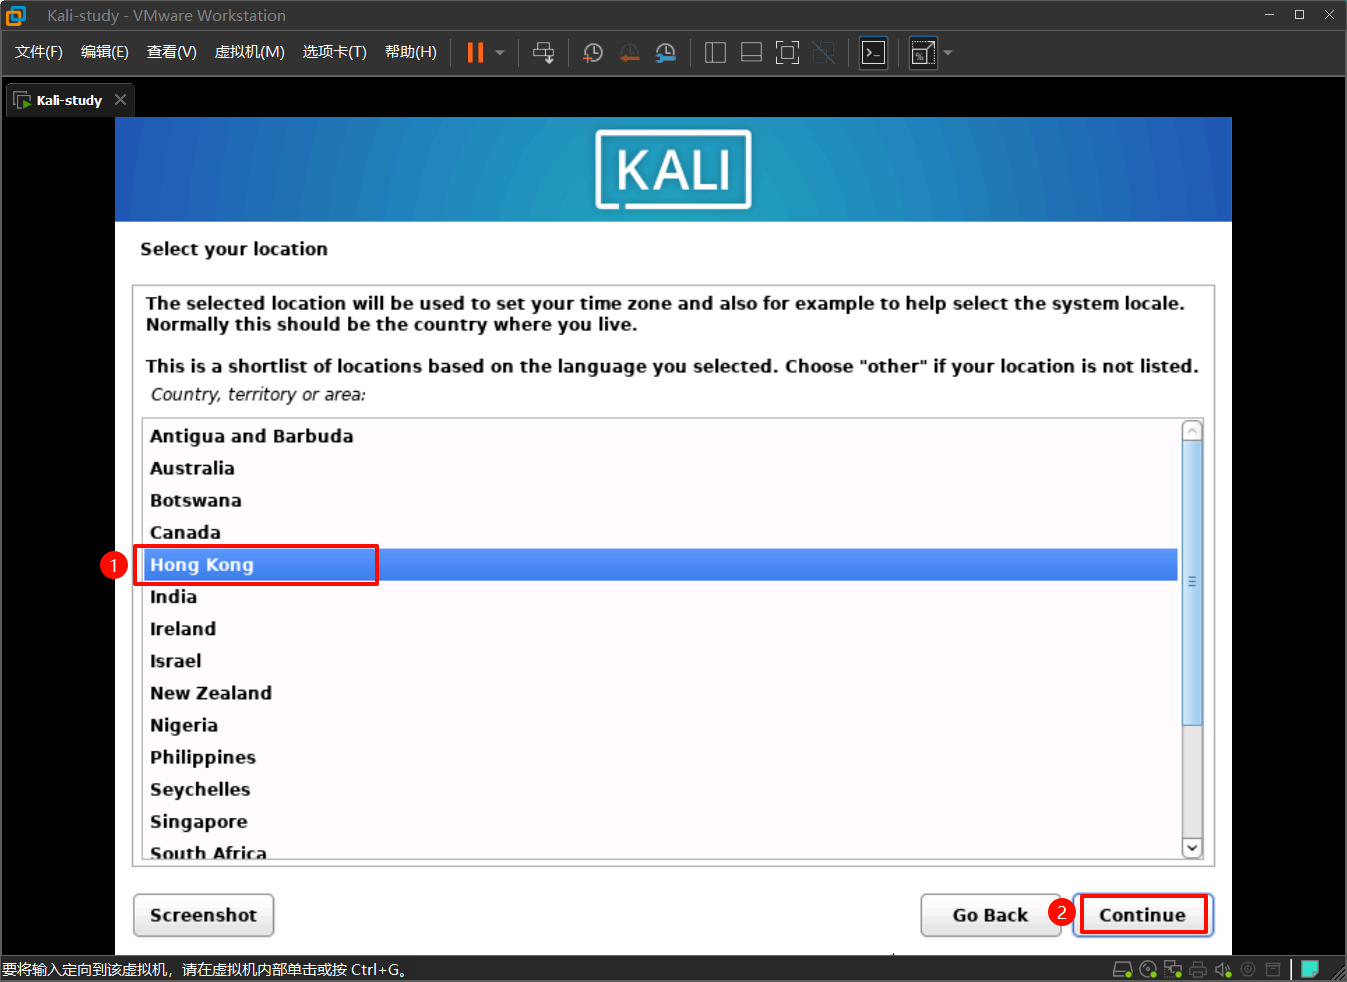 Kali-study - VMware Workstation
文件(F) 编辑(E) 查看(V) 虚拟机(M) 选项卡(T) 帮助(H)
Kali-study
KALI
Select your location
The selected location will be used to set your time zone and also for example to help select the system locale.
Normally this should be the country where you live.
This is a shortlist of locations based on the language you selected. Choose "other" if your location is not listed.
Country, territory or area:
Antigua and Barbuda
Australia
Botswana
Canada
1 Hong Kong
India
Ireland
Israel
New Zealand
Nigeria
Philippines
Seychelles
Singapore
South Africa
Screenshot Go Back 2 Continue
要将输入定向到该虚拟机，请在虚拟机内部单击或按 Ctrl+G。